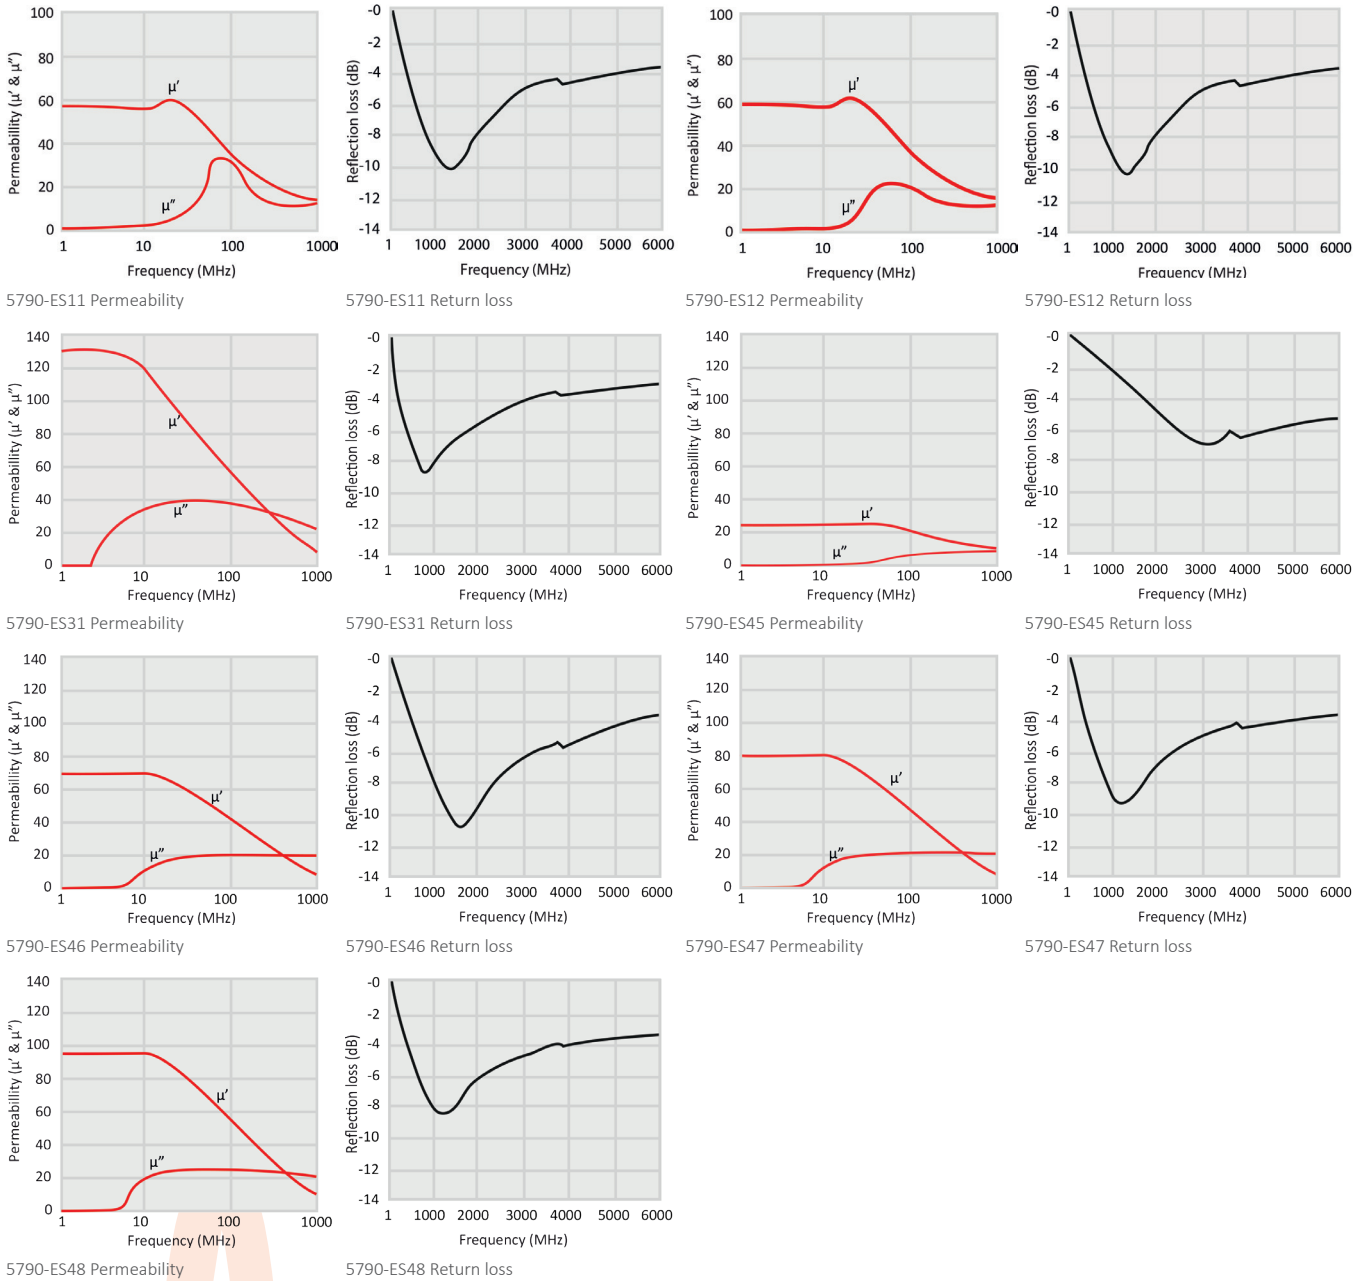 100
80
60
40
20
0
Permeabillity (μ' & μ")
μ'
μ"
1 10 100 1000
Frequency (MHz)
5790-ES11 Permeability
-0
-2
-4
-6
-8
-10
-12
-14
Reflection loss (dB)
1 1000 2000 3000 4000 5000 6000
Frequency (MHz)
5790-ES11 Return loss
100
80
60
40
20
0
Permeabillity (μ' & μ")
μ'
μ"
1 10 100 1000
Frequency (MHz)
5790-ES12 Permeability
-0
-2
-4
-6
-8
-10
-12
-14
Reflection loss (dB)
1 1000 2000 3000 4000 5000 6000
Frequency (MHz)
5790-ES12 Return loss
140
120
100
80
60
40
20
0
Permeabillity (μ' & μ")
μ'
μ"
1 10 100 1000
Frequency (MHz)
5790-ES31 Permeability
-0
-2
-4
-6
-8
-10
-12
-14
Reflection loss (dB)
1 1000 2000 3000 4000 5000 6000
Frequency (MHz)
5790-ES31 Return loss
140
120
100
80
60
40
20
0
Permeabillity (μ' & μ")
μ'
μ"
1 10 100 1000
Frequency (MHz)
5790-ES45 Permeability
-0
-2
-4
-6
-8
-10
-12
-14
Reflection loss (dB)
1 1000 2000 3000 4000 5000 6000
Frequency (MHz)
5790-ES45 Return loss
140
120
100
80
60
40
20
0
Permeabillity (μ' & μ")
μ'
μ"
1 10 100 1000
Frequency (MHz)
5790-ES46 Permeability
-0
-2
-4
-6
-8
-10
-12
-14
Reflection loss (dB)
1 1000 2000 3000 4000 5000 6000
Frequency (MHz)
5790-ES46 Return loss
140
120
100
80
60
40
20
0
Permeabillity (μ' & μ")
μ'
μ"
1 10 100 1000
Frequency (MHz)
5790-ES47 Permeability
-0
-2
-4
-6
-8
-10
-12
-14
Reflection loss (dB)
1 1000 2000 3000 4000 5000 6000
Frequency (MHz)
5790-ES47 Return loss
140
120
100
80
60
40
20
0
Permeabillity (μ' & μ")
μ'
μ"
1 10 100 1000
Frequency (MHz)
5790-ES48 Permeability
-0
-2
-4
-6
-8
-10
-12
-14
Reflection loss (dB)
1 1000 2000 3000 4000 5000 6000
Frequency (MHz)
5790-ES48 Return loss